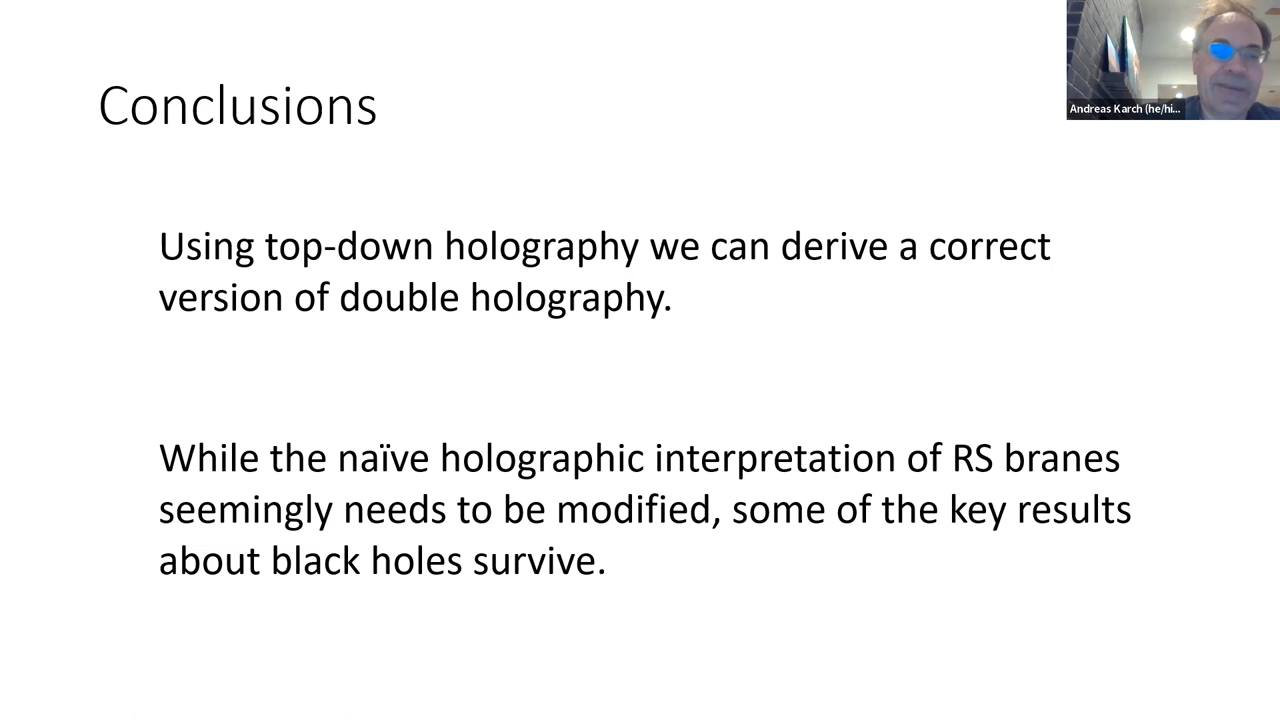 Conclusions
Andreas Karch (he/hi...
Using top-down holography we can derive a correct
version of double holography.
While the naïve holographic interpretation of RS branes
seemingly needs to be modified, some of the key results
about black holes survive.